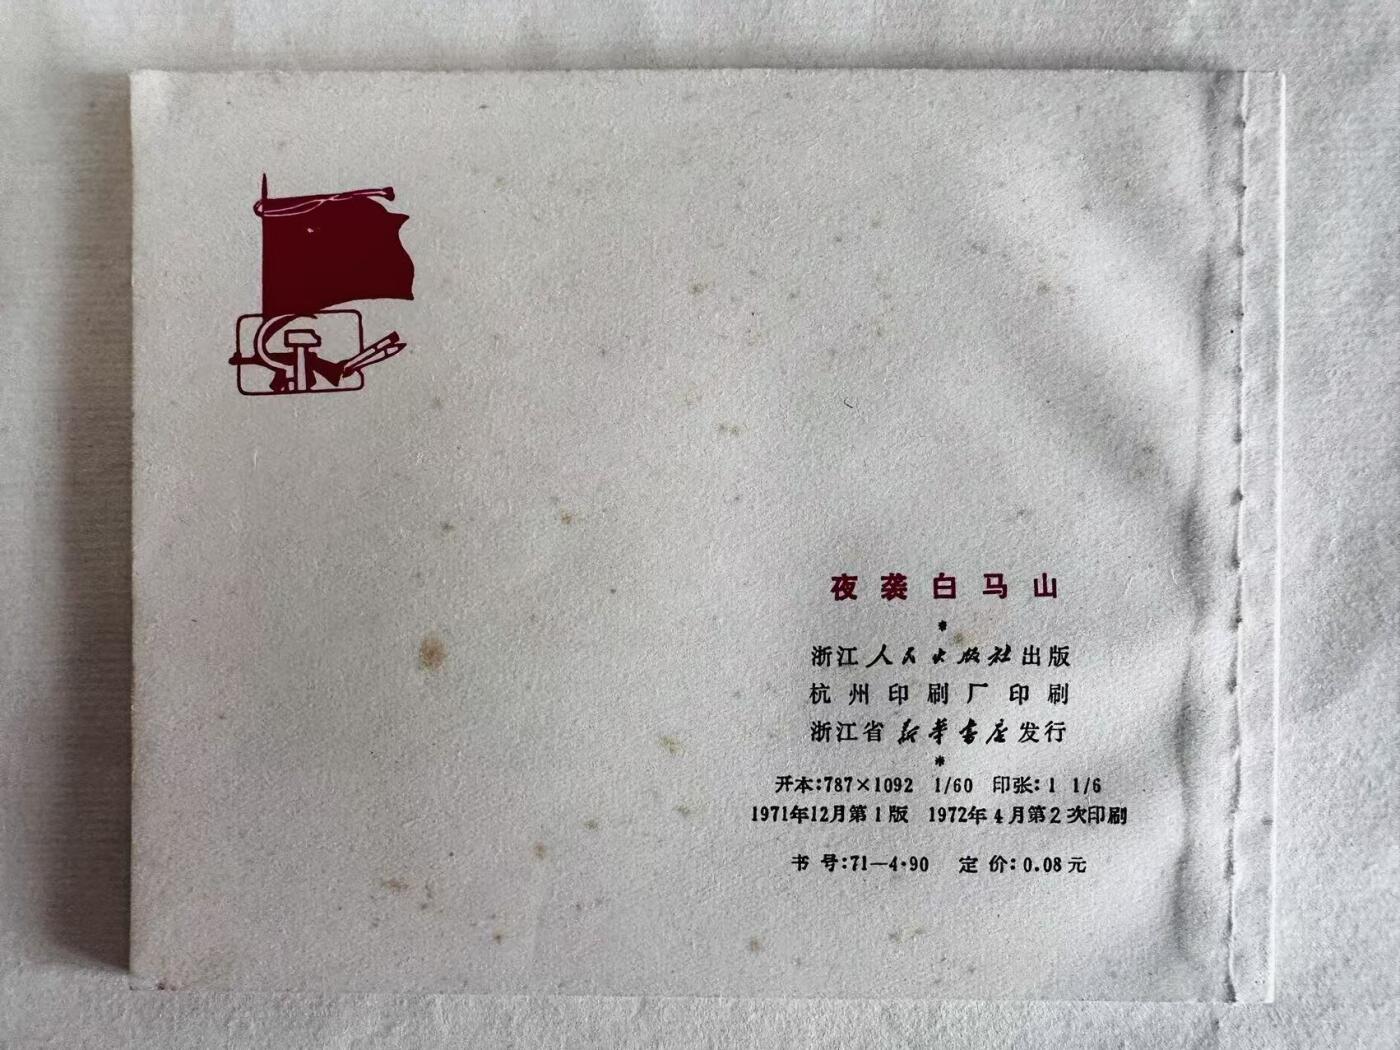 夜袭白马山
*
浙江人民出版社出版
杭州印刷厂印刷
浙江省新华书店发行
*
开本:787×1092 1/60 印张:1 1/6
1971年12月第1版 1972年4月第2次印刷
书号:71—4·90 定价:0.08元